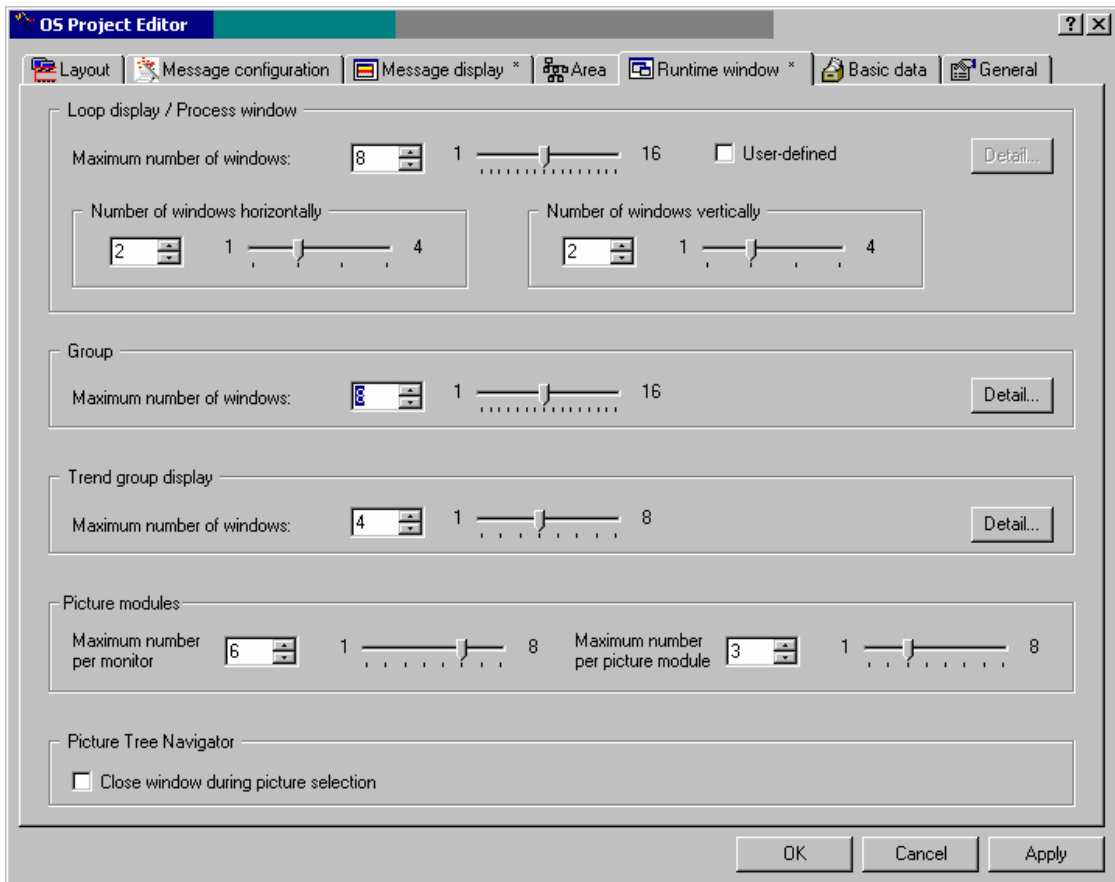 OS Project Editor
Layout Message configuration Message display * Area Runtime window * Basic data General
Loop display / Process window
Maximum number of windows: 8 1 16 User-defined Detail...
Number of windows horizontally Number of windows vertically
2 1 4 2 1 4
Group
Maximum number of windows: 8 1 16 Detail...
Trend group display
Maximum number of windows: 4 1 8 Detail...
Picture modules
Maximum number per monitor 6 1 8 Maximum number per picture module 3 1 8
Picture Tree Navigator
Close window during picture selection
OK Cancel Apply